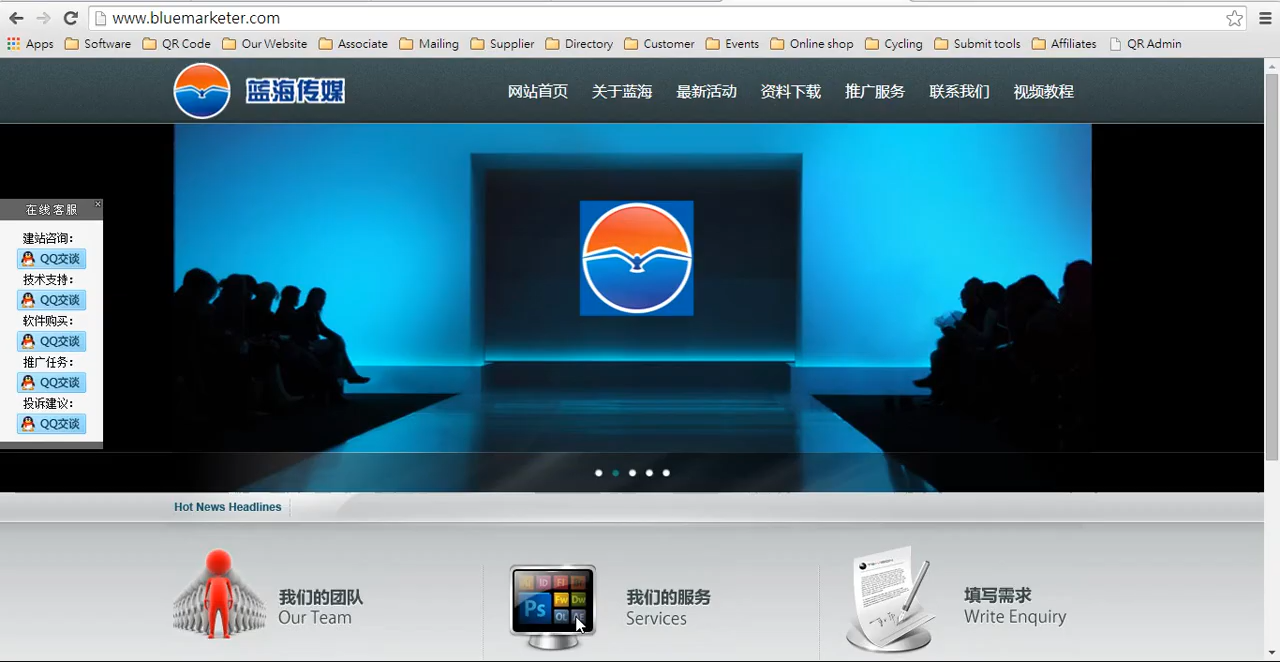 www.bluemarketer.com
Apps Software QR Code Our Website Associate Mailing Supplier Directory Customer Events Online shop Cycling Submit tools Affiliates QR Admin
蓝海传媒 网站首页 关于蓝海 最新活动 资料下载 推广服务 联系我们 视频教程
在线客服
建站咨询：
QQ交谈
技术支持：
QQ交谈
软件购买：
QQ交谈
推广任务：
QQ交谈
投诉建议：
QQ交谈
Hot News Headlines
我们的团队
Our Team
ID Fl
Ps Fw Dw
我们的服务
Services
填写需求
Write Enquiry